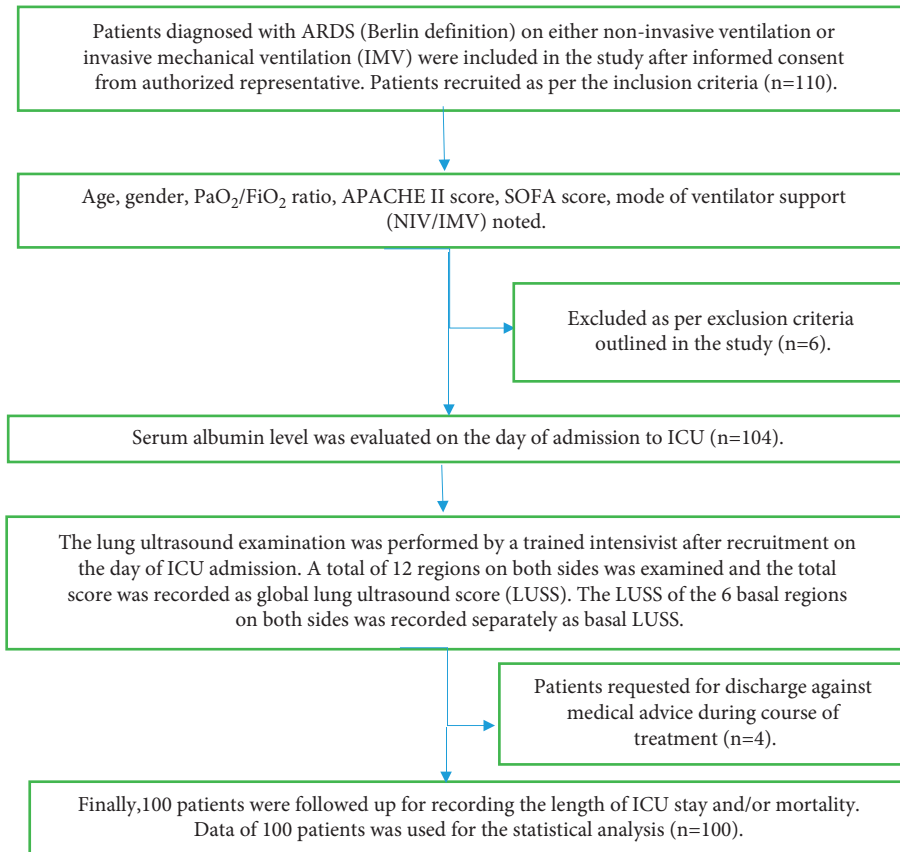 Patients diagnosed with ARDS (Berlin definition) on either non-invasive ventilation or
invasive mechanical ventilation (IMV) were included in the study after informed consent
from authorized representative. Patients recruited as per the inclusion criteria (n=110).
Age, gender, PaO₂/FiO₂ ratio, APACHE II score, SOFA score, mode of ventilator support
(NIV/IMV) noted.
Excluded as per exclusion criteria
outlined in the study (n=6).
Serum albumin level was evaluated on the day of admission to ICU (n=104).
The lung ultrasound examination was performed by a trained intensivist after recruitment on
the day of ICU admission. A total of 12 regions on both sides was examined and the total
score was recorded as global lung ultrasound score (LUSS). The LUSS of the 6 basal regions
on both sides was recorded separately as basal LUSS.
Patients requested for discharge against
medical advice during course of
treatment (n=4).
Finally,100 patients were followed up for recording the length of ICU stay and/or mortality.
Data of 100 patients was used for the statistical analysis (n=100).